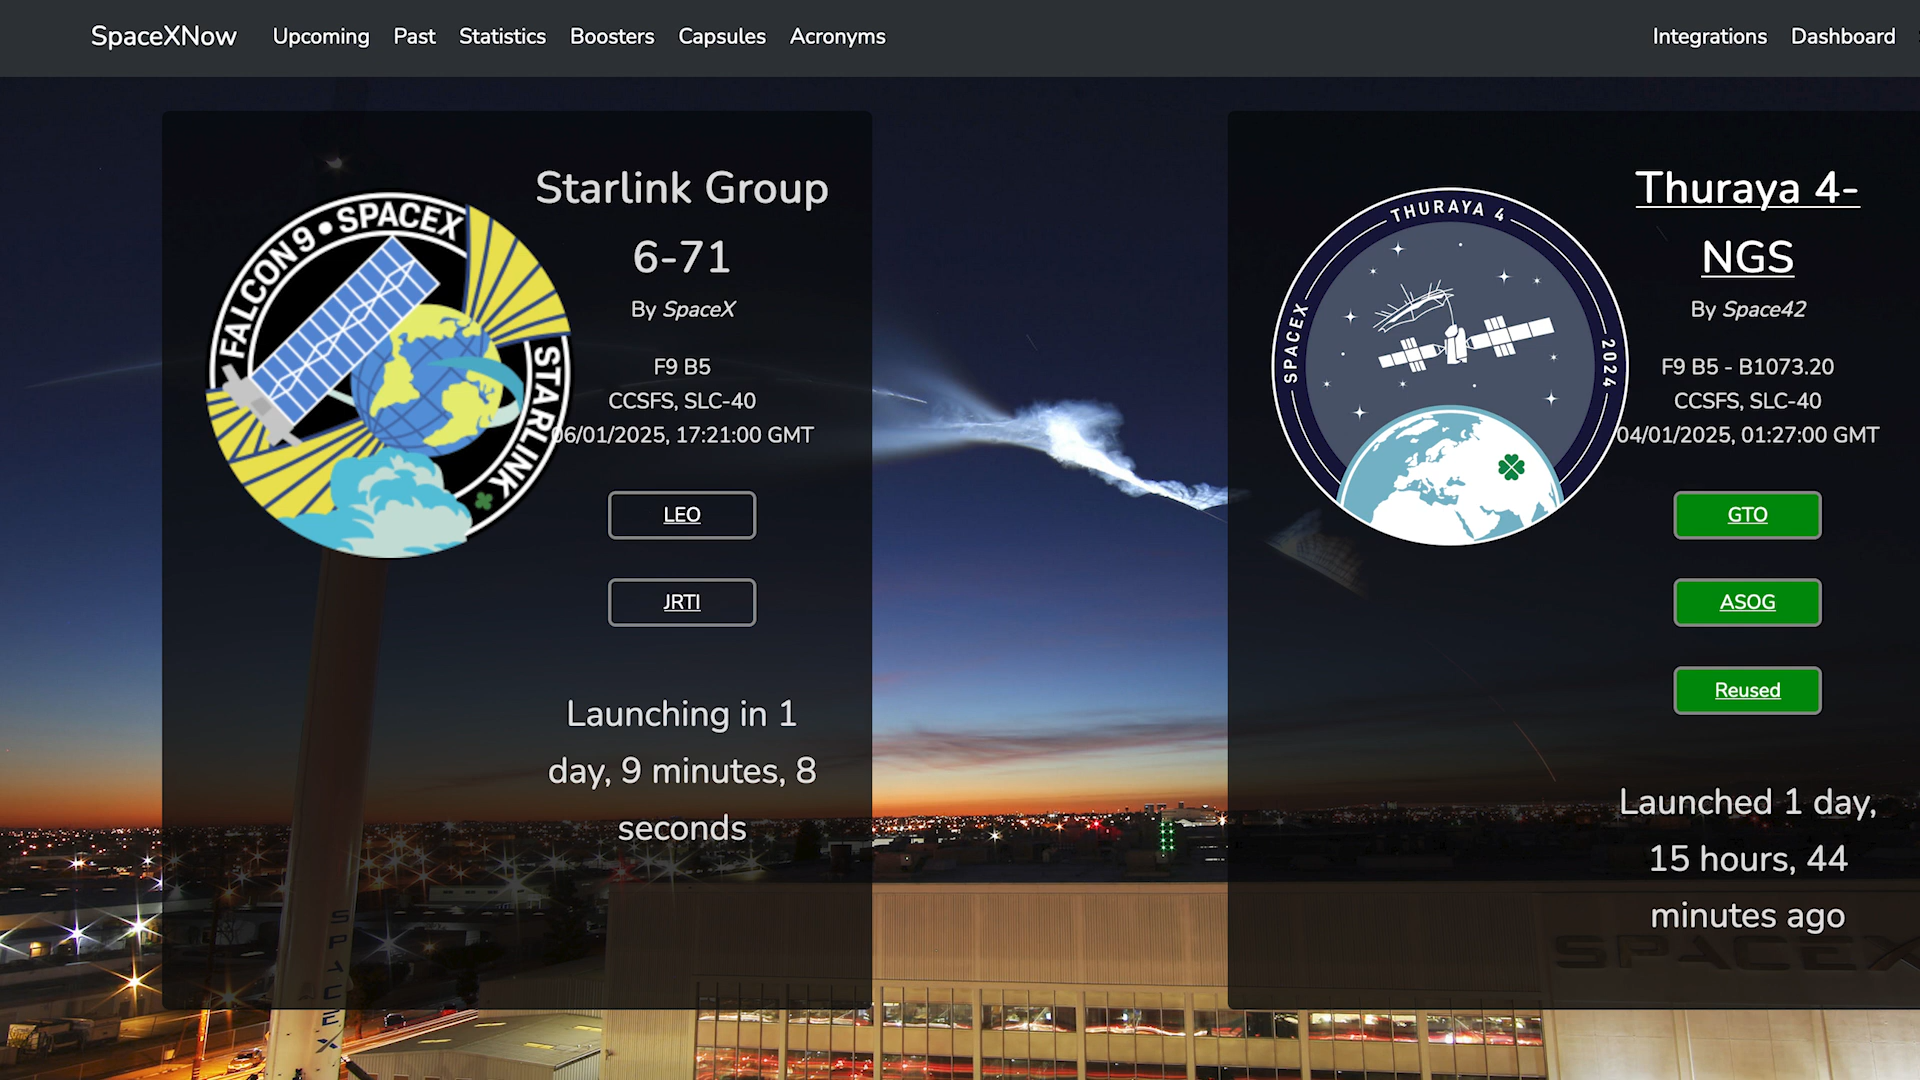 SpaceXNow Upcoming Past Statistics Boosters Capsules Acronyms Integrations Dashboard
FALCON 9 • SPACEX
STARLINK
Starlink Group
6-71
By SpaceX
F9 B5
CCSFS, SLC-40
06/01/2025, 17:21:00 GMT
LEO
JRTI
Launching in 1
day, 9 minutes, 8
seconds
THURAYA 4
SPACEX
2024
Thuraya 4-
NGS
By Space42
F9 B5 - B1073.20
CCSFS, SLC-40
04/01/2025, 01:27:00 GMT
GTO
ASOG
Reused
Launched 1 day,
15 hours, 44
minutes ago
SPACEX
SPACEX